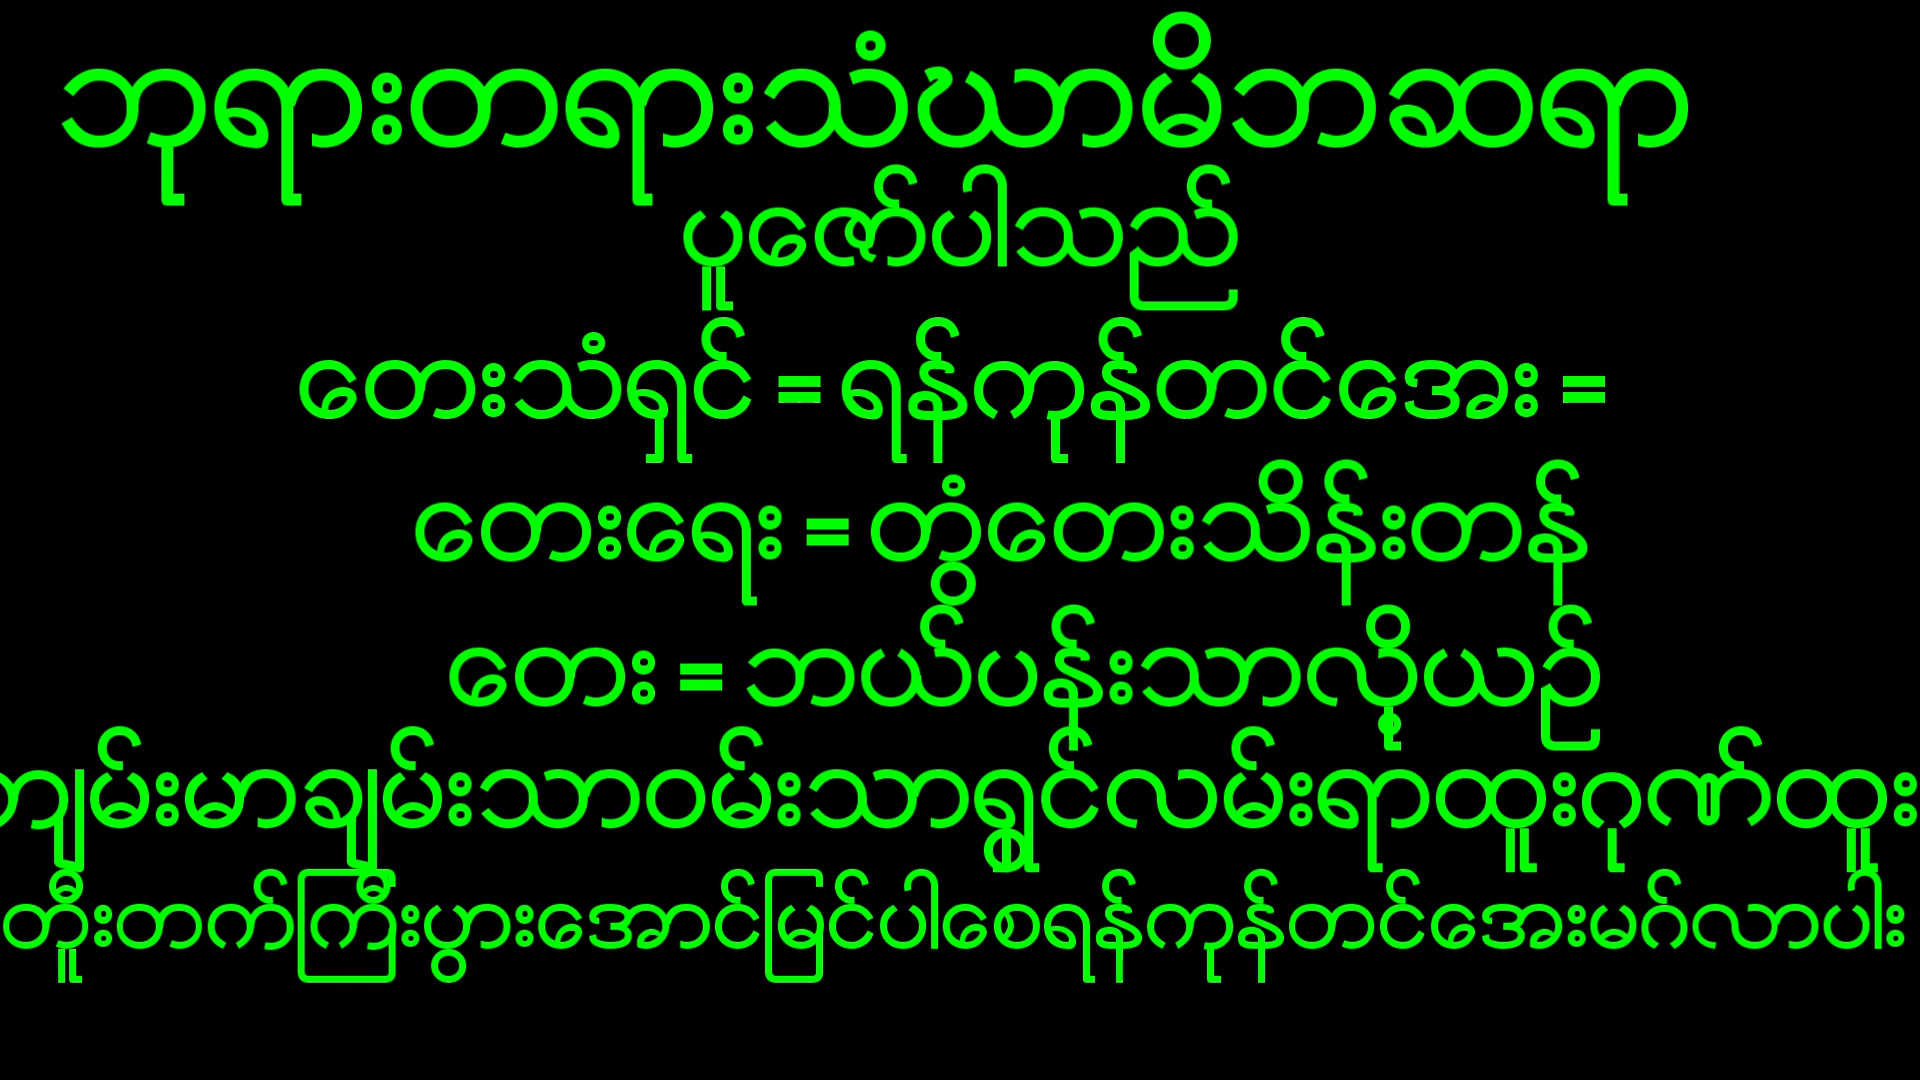 ဘုရားတရားသံဃာမိဘဆရာ
ပူဇော်ပါသည်
တေးသံရှင် = ရန်ကုန်တင်အေး =
တေးရေး = တွံတေးသိန်းတန်
တေး = ဘယ်ပန်းသာလို့ယဉ်
ကျမ်းမာချမ်းသာဝမ်းသာရွှင်လမ်းရာထူးဂုဏ်ထူး
တိူးတက်ကြီးပွားအောင်မြင်ပါစေရန်ကုန်တင်အေးမဂ်လာပါး